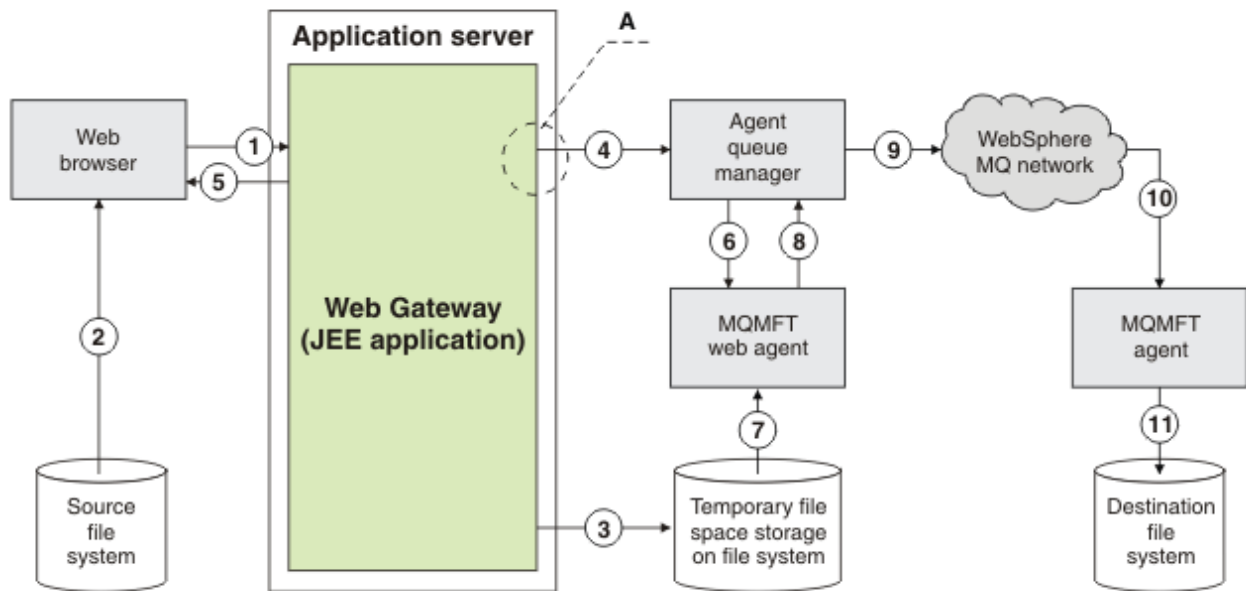 A
Application server
Web
browser
1
5
4
Agent
queue
manager
9
WebSphere
MQ network
10
6
8
2
Web Gateway
(JEE application)
MQMFT
web agent
MQMFT
agent
7
11
Source
file
system
3
Temporary file
space storage
on file system
Destination
file
system